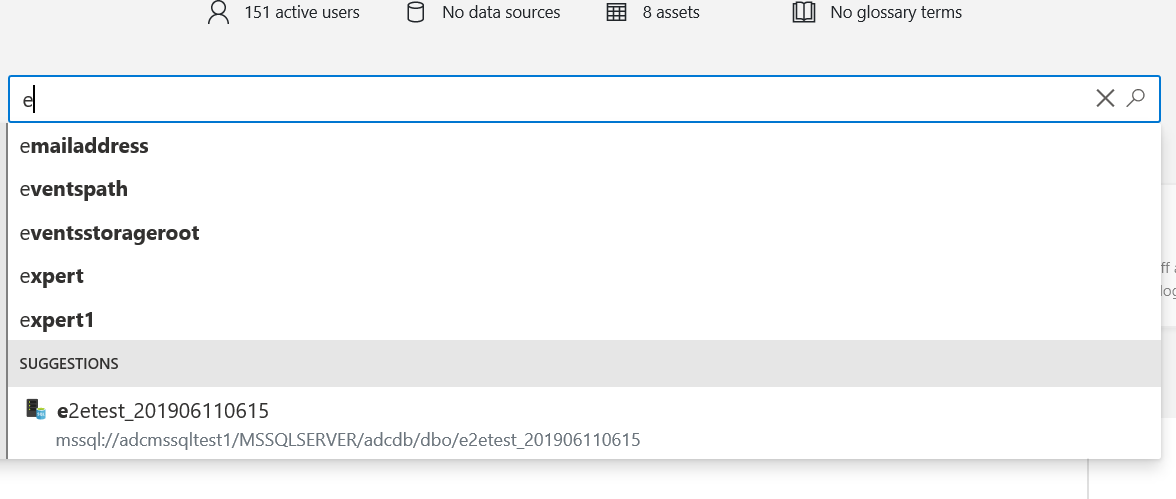 151 active users No data sources 8 assets No glossary terms
e
emailaddress
eventspath
eventsstorageroot
expert
ff a
log
expert1
SUGGESTIONS
e2etest_201906110615
mssql://adcmssqltest1/MSSQLSERVER/adcdb/dbo/e2etest_201906110615